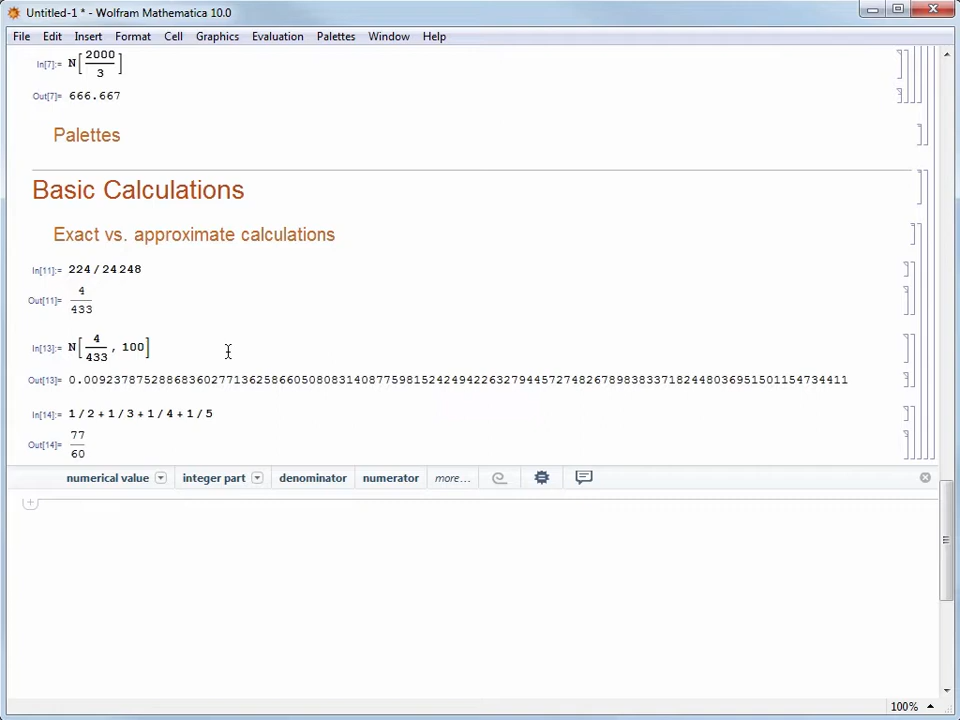 Untitled-1 * - Wolfram Mathematica 10.0
File Edit Insert Format Cell Graphics Evaluation Palettes Window Help
In[7]:= N[2000/3]
Out[7]= 666.667
Palettes
Basic Calculations
Exact vs. approximate calculations
In[11]:= 224/24248
Out[11]= 4/433
In[13]:= N[4/433, 100]
Out[13]= 0.009237875288683602771362586605080831408775981524249422632794457274826789838337182448036951501154734411
In[14]:= 1/2+1/3+1/4+1/5
Out[14]= 77/60
numerical value integer part denominator numerator more...
100%